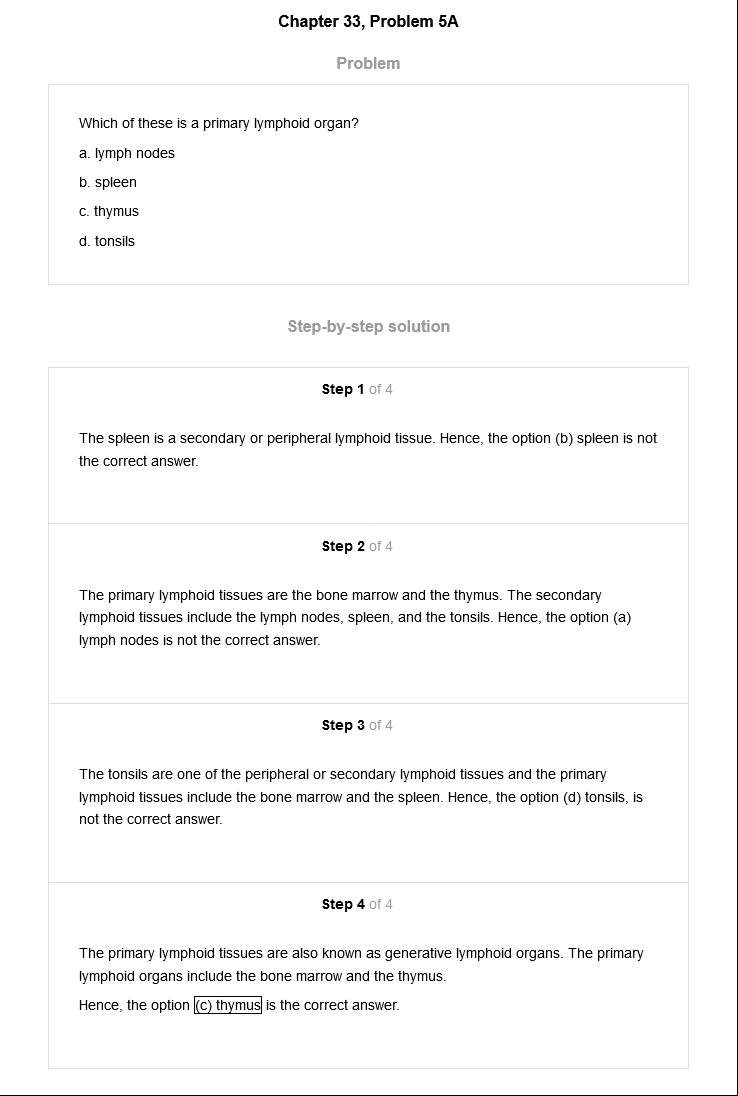 Chapter 33, Problem 5A
Problem
Which of these is a primary lymphoid organ?
a. lymph nodes
b. spleen
c. thymus
d. tonsils
Step-by-step solution
Step 1 of 4
The spleen is a secondary or peripheral lymphoid tissue. Hence, the option (b) spleen is not
the correct answer.
Step 2 of 4
The primary lymphoid tissues are the bone marrow and the thymus. The secondary
lymphoid tissues include the lymph nodes, spleen, and the tonsils. Hence, the option (a)
lymph nodes is not the correct answer.
Step 3 of 4
The tonsils are one of the peripheral or secondary lymphoid tissues and the primary
lymphoid tissues include the bone marrow and the spleen. Hence, the option (d) tonsils, is
not the correct answer.
Step 4 of 4
The primary lymphoid tissues are also known as generative lymphoid organs. The primary
lymphoid organs include the bone marrow and the thymus.
Hence, the option (c) thymus is the correct answer.